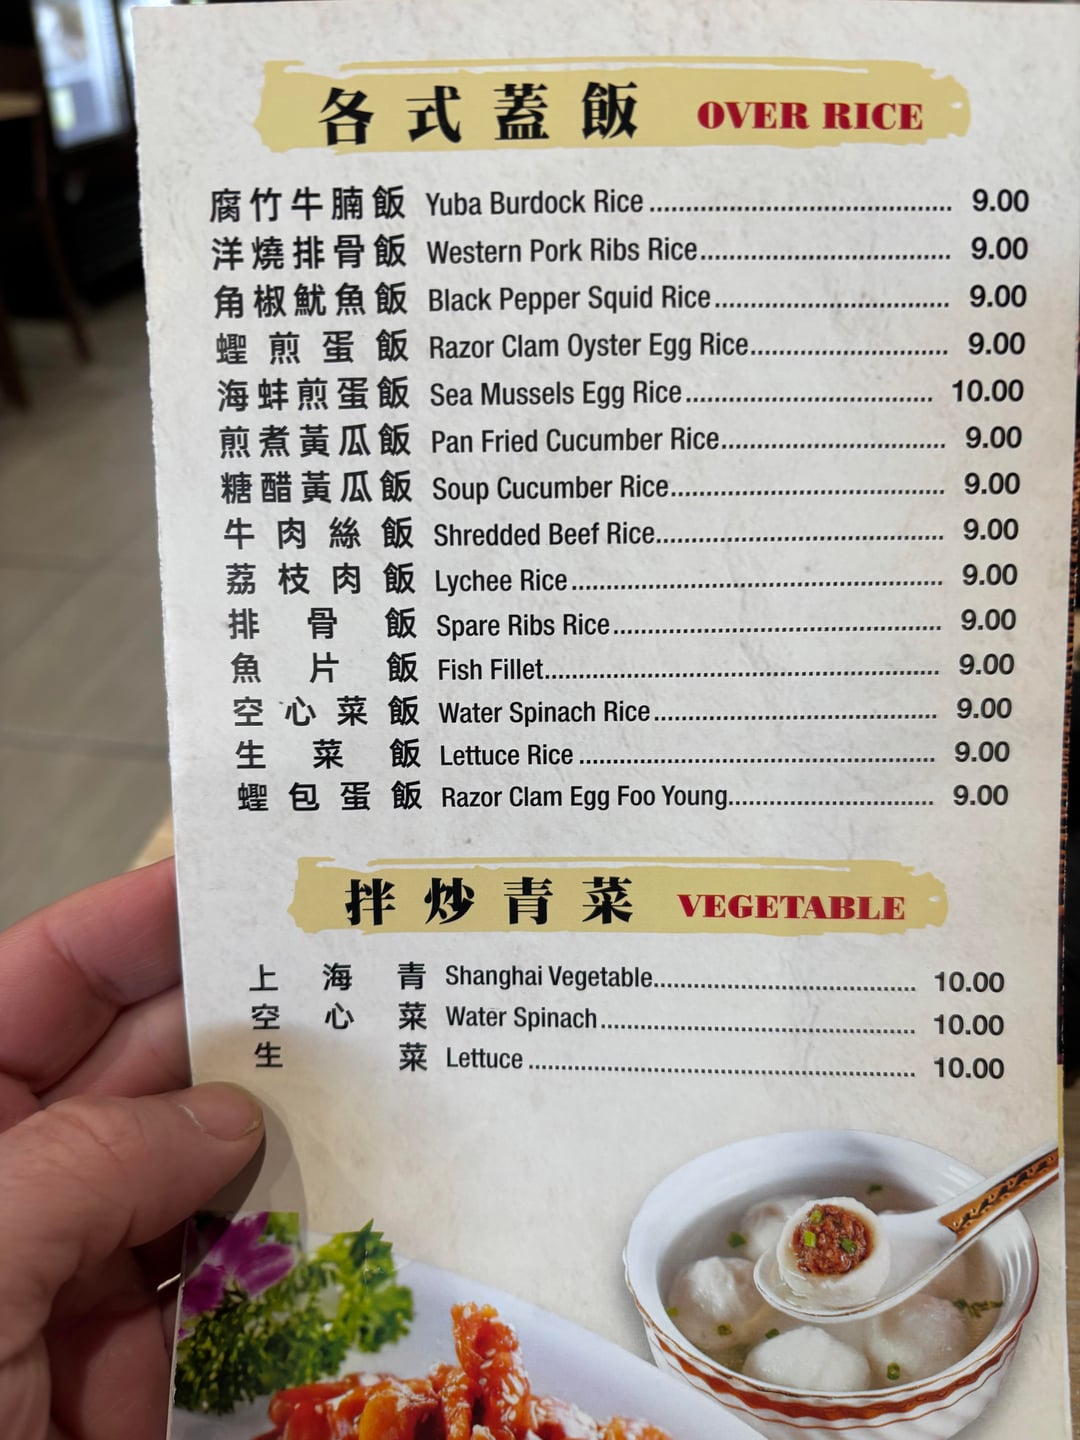 各式蓋飯 OVER RICE
腐竹牛腩飯 Yuba Burdock Rice 9.00
洋燒排骨飯 Western Pork Ribs Rice 9.00
角椒魷魚飯 Black Pepper Squid Rice 9.00
蟶煎蛋飯 Razor Clam Oyster Egg Rice 9.00
海蚌煎蛋飯 Sea Mussels Egg Rice 10.00
煎煮黃瓜飯 Pan Fried Cucumber Rice 9.00
糖醋黃瓜飯 Soup Cucumber Rice 9.00
牛肉絲飯 Shredded Beef Rice 9.00
荔枝肉飯 Lychee Rice 9.00
排骨飯 Spare Ribs Rice 9.00
魚片飯 Fish Fillet 9.00
空心菜飯 Water Spinach Rice 9.00
生菜飯 Lettuce Rice 9.00
蟶包蛋飯 Razor Clam Egg Foo Young 9.00
拌炒青菜 VEGETABLE
上海青 Shanghai Vegetable 10.00
空心菜 Water Spinach 10.00
生菜 Lettuce 10.00